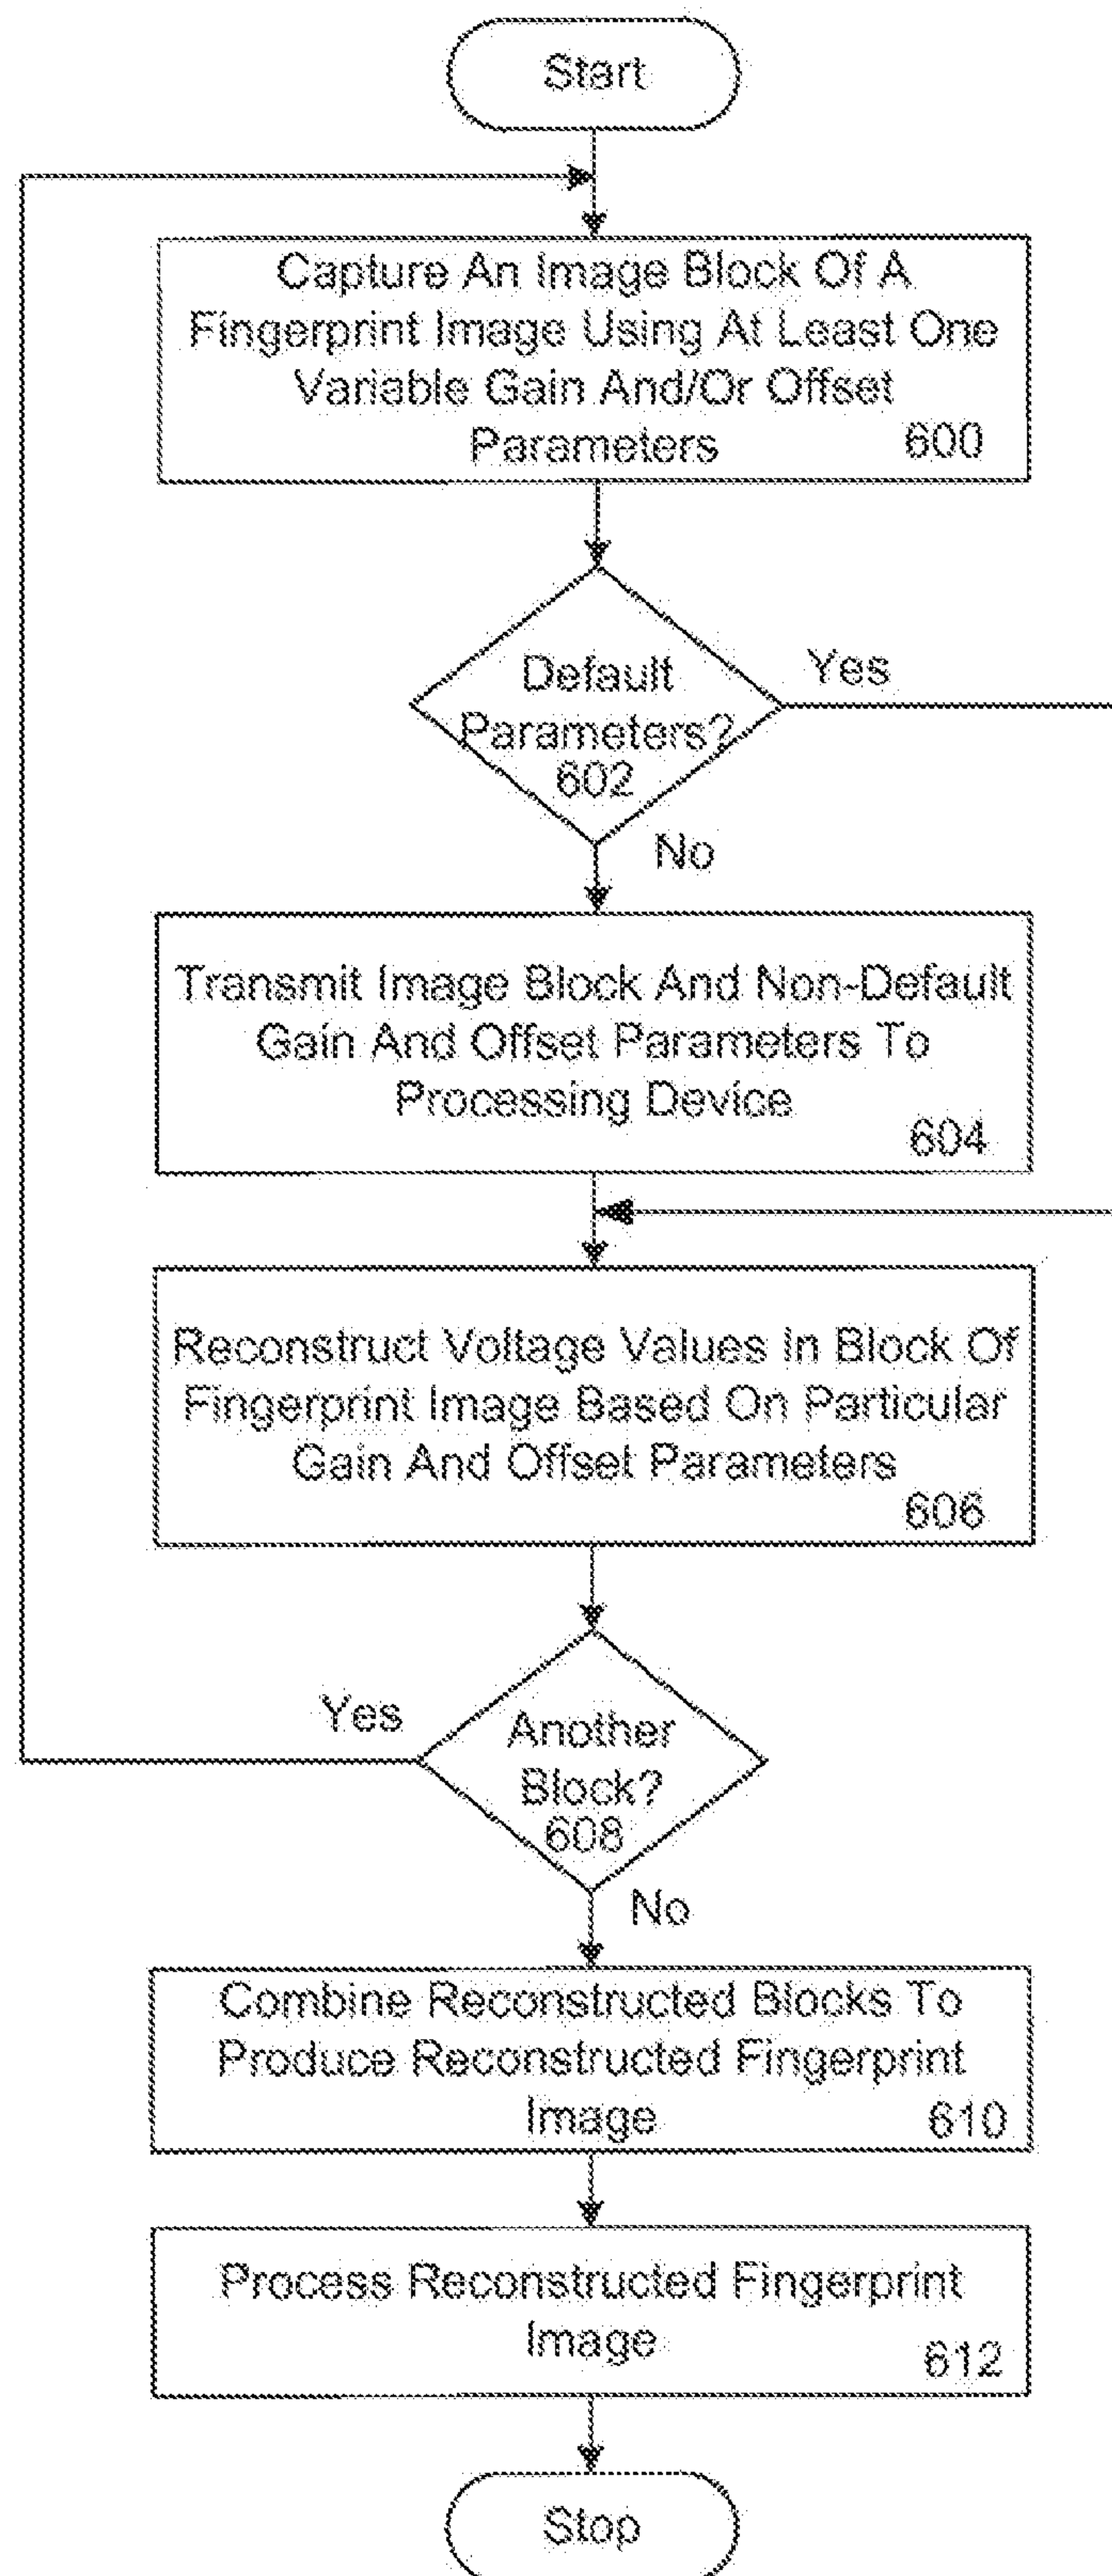 Start
Capture An Image Block Of A
Fingerprint Image Using At Least One
Variable Gain And/Or Offset
Parameters 600
Default
Parameters?
602
Yes
No
Transmit Image Block And Non-Default
Gain And Offset Parameters To
Processing Device
604
Reconstruct Voltage Values In Block Of
Fingerprint Image Based On Particular
Gain And Offset Parameters
606
Yes
Another
Block?
608
No
Combine Reconstructed Blocks To
Produce Reconstructed Fingerprint
Image 610
Process Reconstructed Fingerprint
Image 612
Stop